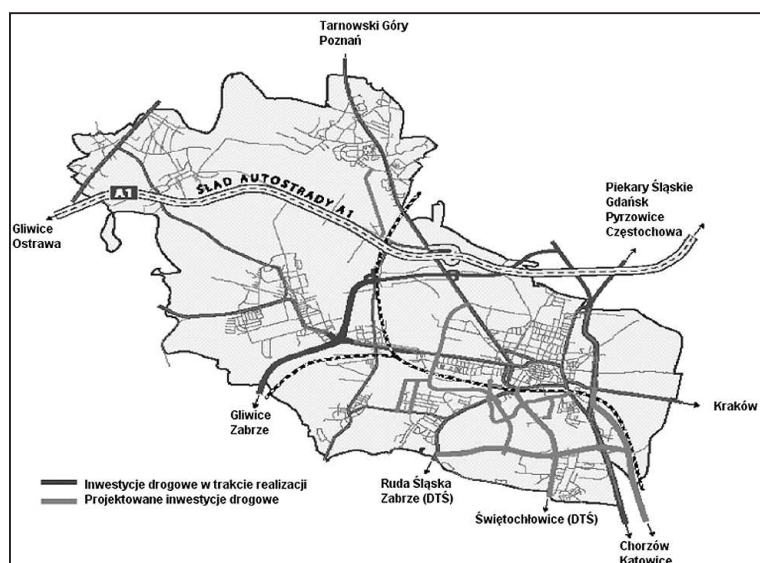 Tarnowski Góry
Poznań
A1
ŚLAD AUTOSTRADY A1
Gliwice
Ostrawa
Piekary Śląskie
Gdańsk
Pyrzowice
Częstochowa
Gliwice
Zabrze
Kraków
Inwestycje drogowe w trakcie realizacji
Projektowane inwestycje drogowe
Ruda Śląska
Zabrze (DTŚ)
Świętochłowice (DTŚ)
Chorzów
Katowice